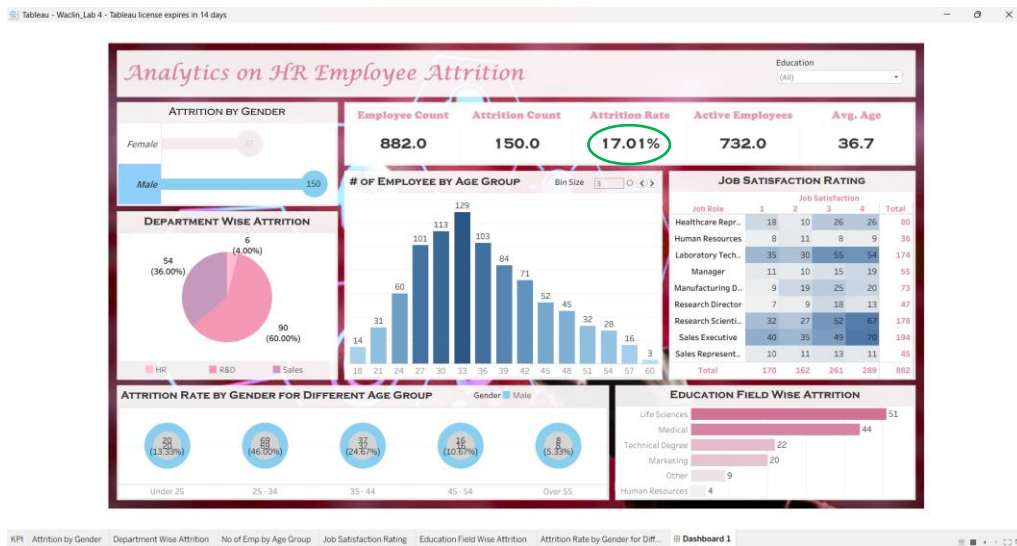 Tableau - Waclin_Lab 4 - Tableau license expires in 14 days
Analytics on HR Employee Attrition
Education
(All)
ATTRITION BY GENDER
Female 87
Male 150
Employee Count Attrition Count Attrition Rate Active Employees Avg. Age
882.0 150.0 17.01% 732.0 36.7
DEPARTMENT WISE ATTRITION
6
(4.00%)
54
(36.00%)
90
(60.00%)
HR R&D Sales
# OF EMPLOYEE BY AGE GROUP Bin Size 3
14 31 60 101 113 129 103 84 71 52 45 32 28 16 3
18 21 24 27 30 33 36 39 42 45 48 51 54 57 60
JOB SATISFACTION RATING
Job Satisfaction
Job Role 1 2 3 4 Total
Healthcare Repr.. 18 10 26 26 80
Human Resources 8 11 8 9 36
Laboratory Tech.. 35 30 55 54 174
Manager 11 10 15 19 55
Manufacturing D.. 9 19 25 20 73
Research Director 7 9 18 13 47
Research Scienti.. 32 27 52 67 178
Sales Executive 40 35 49 70 194
Sales Represent.. 10 11 13 11 45
Total 170 162 261 289 882
ATTRITION RATE BY GENDER FOR DIFFERENT AGE GROUP Gender Male
20 69 37 16 8
20 69 37 16 8
(13.33%) (46.00%) (24.67%) (10.67%) (5.33%)
Under 25 25 - 34 35 - 44 45 - 54 Over 55
EDUCATION FIELD WISE ATTRITION
Life Sciences 51
Medical 44
Technical Degree 22
Marketing 20
Other 9
Human Resources 4
KPI Attrition by Gender Department Wise Attrition No of Emp by Age Group Job Satisfaction Rating Education Field Wise Attrition Attrition Rate by Gender for Diff... Dashboard 1